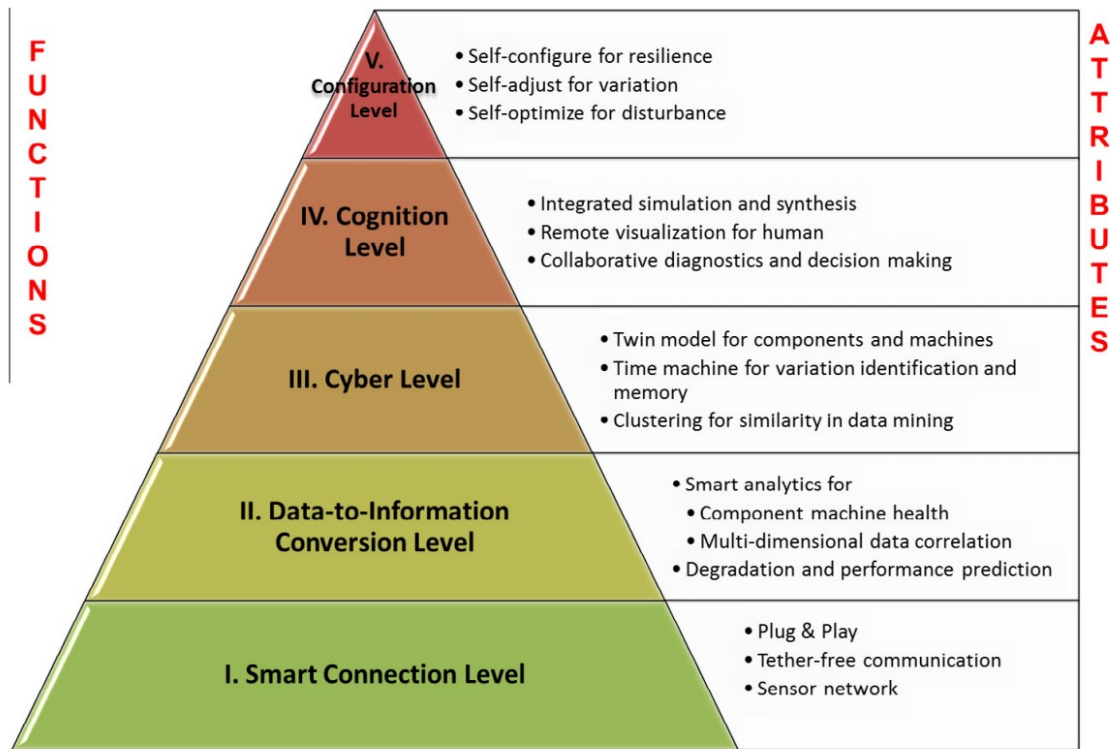 FUNCTIONS
ATTRIBUTES
V.
Configuration
Level
• Self-configure for resilience
• Self-adjust for variation
• Self-optimize for disturbance
IV. Cognition
Level
• Integrated simulation and synthesis
• Remote visualization for human
• Collaborative diagnostics and decision making
III. Cyber Level
• Twin model for components and machines
• Time machine for variation identification and
memory
• Clustering for similarity in data mining
II. Data-to-Information
Conversion Level
• Smart analytics for
• Component machine health
• Multi-dimensional data correlation
• Degradation and performance prediction
I. Smart Connection Level
• Plug & Play
• Tether-free communication
• Sensor network